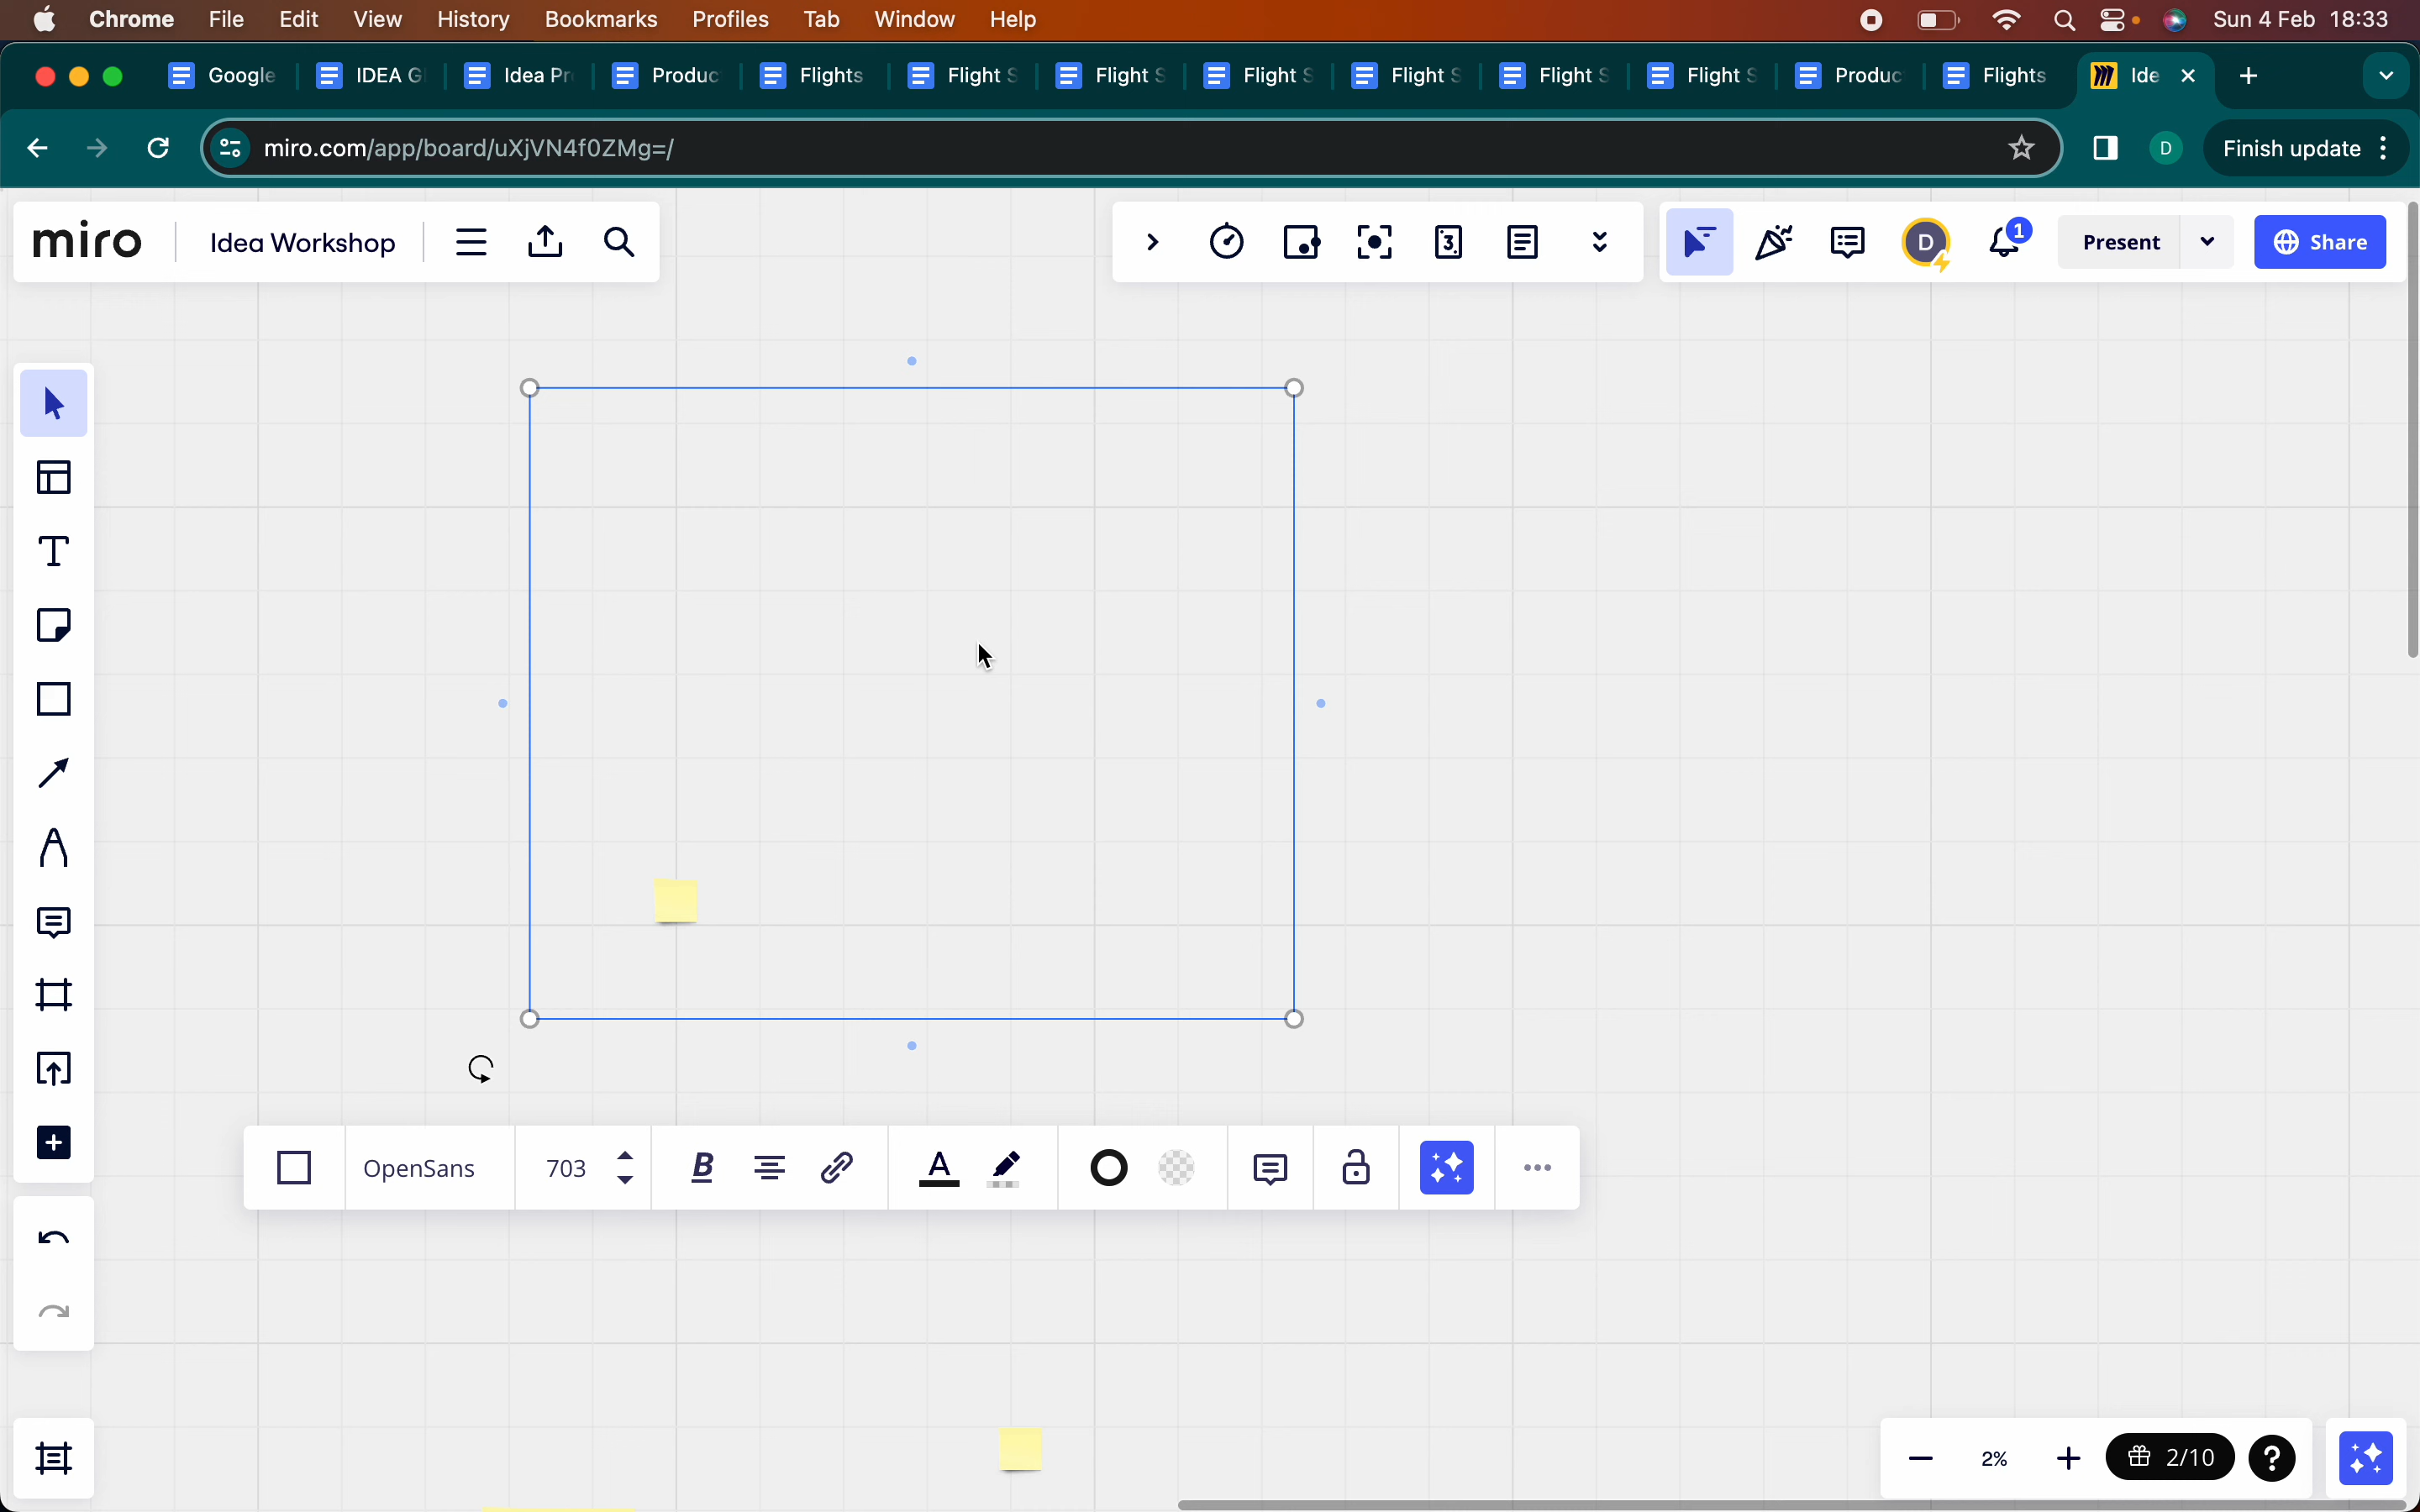 Chrome File Edit View History Bookmarks Profiles Tab Window Help Sun 4 Feb 18:33
Google IDEA G Idea Pr Produc Flights Flight S Flight S Flight S Flight S Flight S Flight S Produc Flights Ide
miro.com/app/board/uXjVN4f0ZMg=/ D Finish update
miro Idea Workshop 3 D 1 Present Share
OpenSans 703 B A
2% 2/10 ?